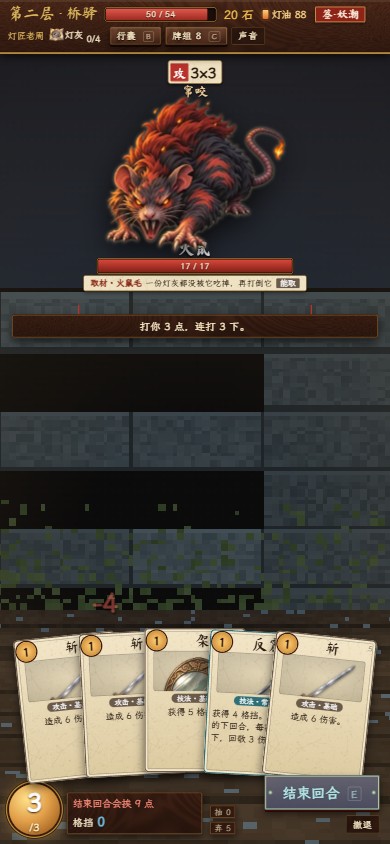 第二层·桥驿
50 / 54
20 石
灯油 88
签·妖潮
灯匠老周
灯灰 0/4
行囊 B
牌组 8 C
声音
攻 3×3
窜咬
火鼠
17 / 17
取材·火鼠毛 一份灯灰都没被它吃掉，再打倒它 能取
打你 3 点，连打 3 下。
-4
1 斩
攻击·基
造成 6 伤
1 斩
攻击·基
造成 6 伤
1 架
技法·基
获得 5 格
1 反
技法·常
获得 4 格挡。
的下回合，每
下，回敬 3 伤
1 斩
攻击·基础
造成 6 伤害。
3
/3
结束回合会挨 9 点
格挡 0
抽 0
弃 5
结束回合 E
撤退